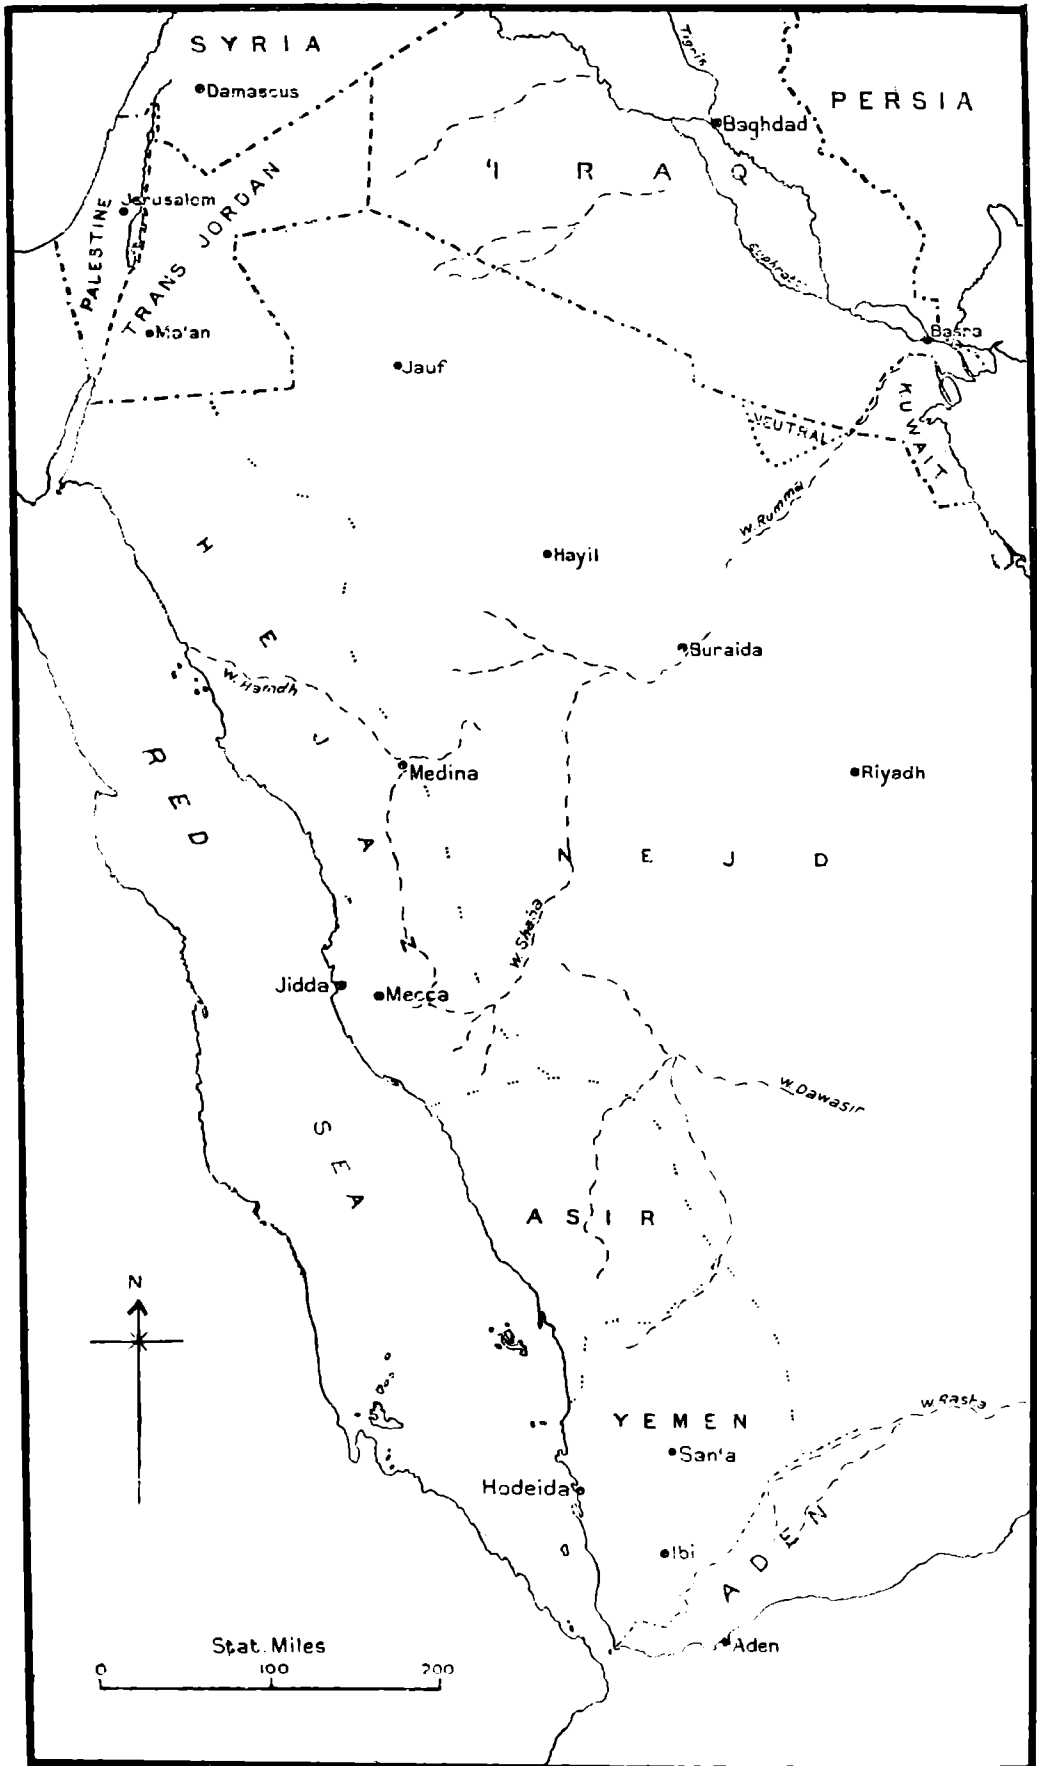 SYRIA
Tigris
Damascus
PERSIA
Baghdad
'IRAQ
Jerusalem
PALESTINE
TRANS JORDAN
Euphrates
Ma'an
Basra
Jauf
KUWAIT
NEUTRAL
W. Rumma
Hayil
HEJAZ
Buraida
W. Hamdh
RED SEA
Medina
Riyadh
NEJD
W. Shaba
Jidda
Mecca
W. Dawasir
ASIR
N
YEMEN
W. Rasha
San'a
Hodeida
Ibi
ADEN
Aden
Stat. Miles
0 100 200